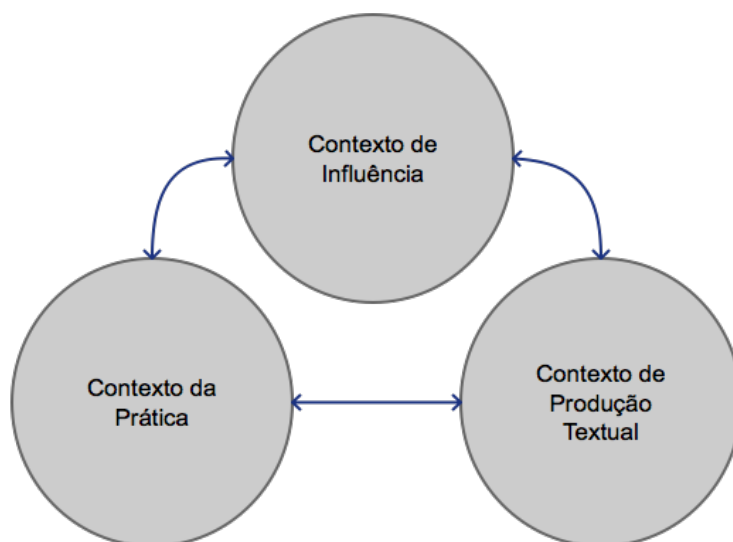 Contexto de
Influência
Contexto da
Prática
Contexto de
Produção
Textual